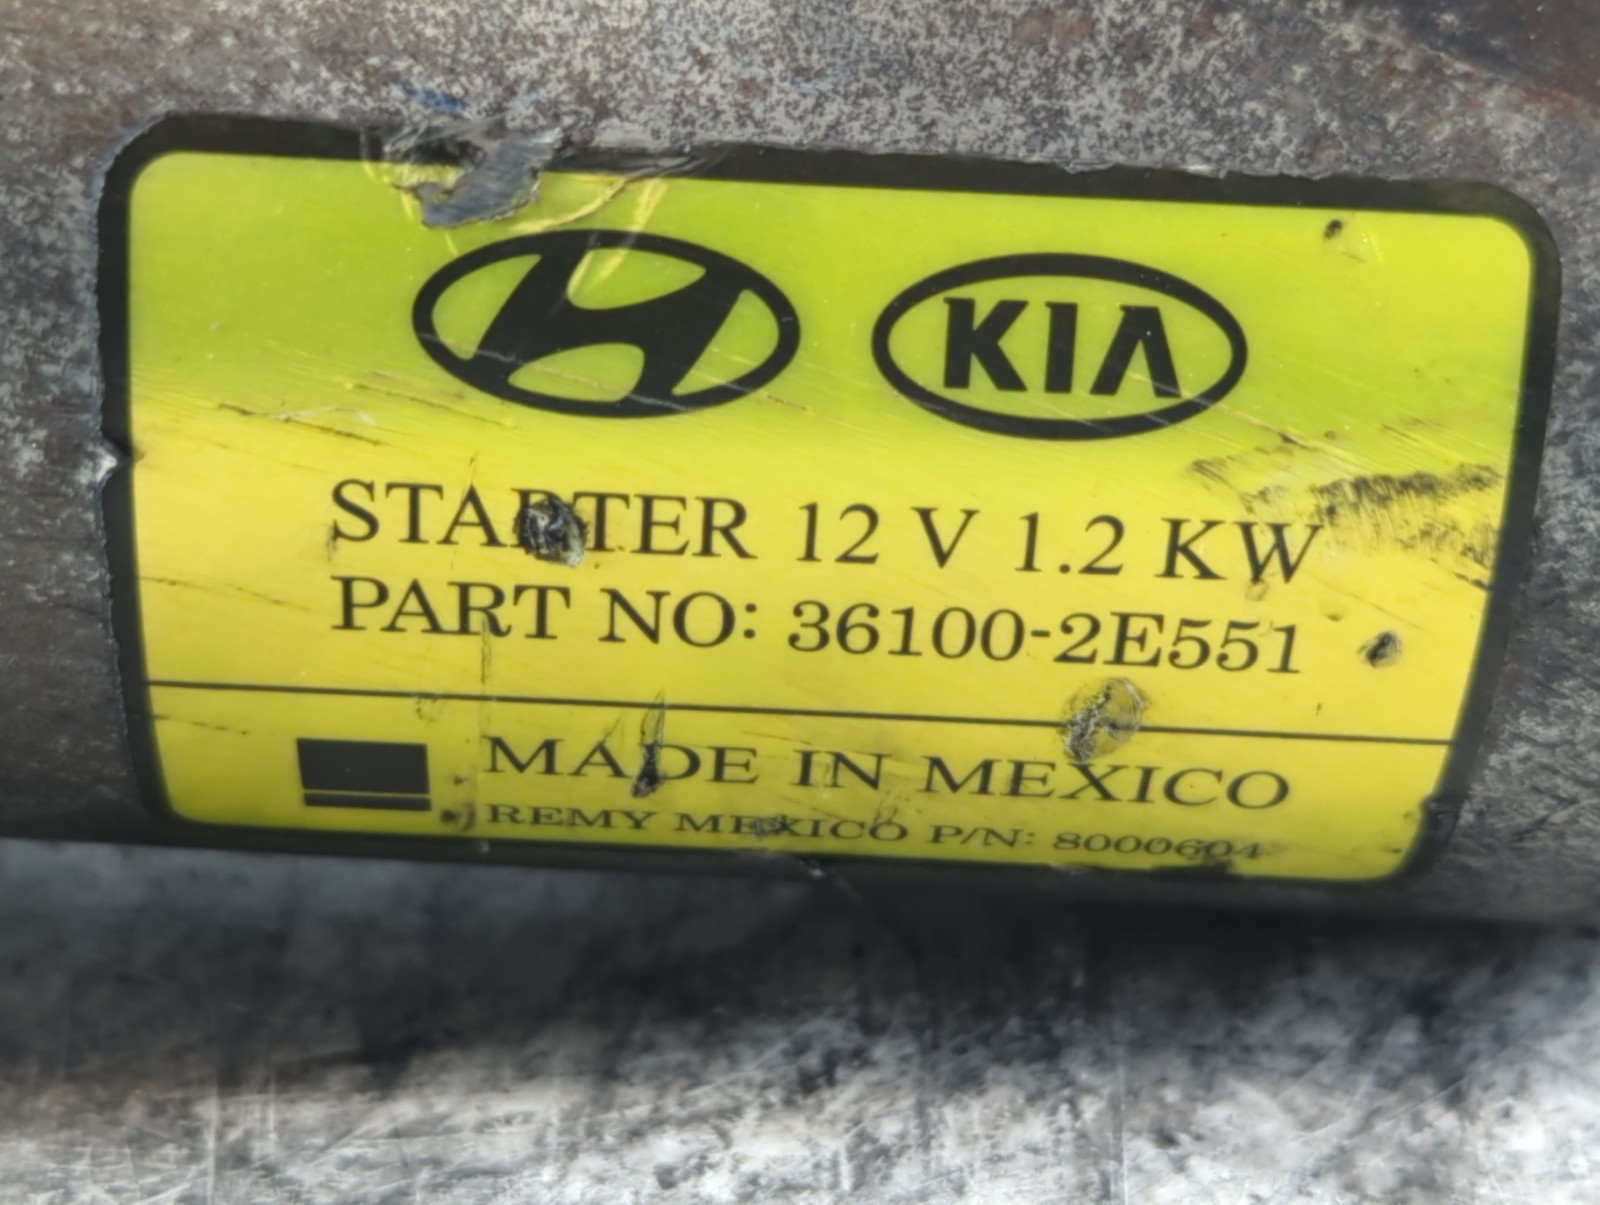 KIA
STARTER 12 V 1.2 KW
PART NO: 36100-2E551
MADE IN MEXICO
REMY MEXICO P/N: 8000604